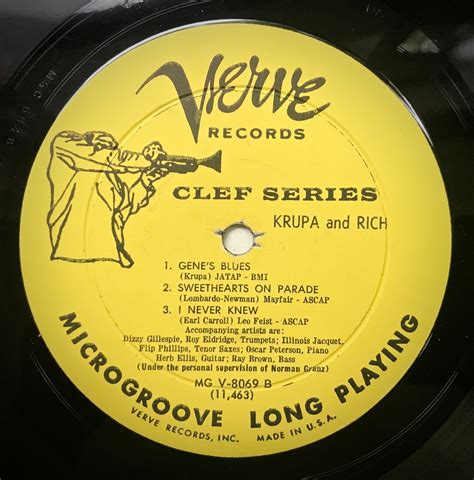 Verve
RECORDS
CLEF SERIES
KRUPA and RICH
1. GENE'S BLUES
(Krupa) JATAP - BMI
2. SWEETHEARTS ON PARADE
(Lombardo-Newman) Mayfair - ASCAP
3. I NEVER KNEW
(Earl Carroll) Leo Feist - ASCAP
Accompanying artists are:
Dizzy Gillespie, Roy Eldridge, Trumpets; Illinois Jacquet,
Flip Phillips, Tenor Saxes; Oscar Peterson, Piano
Herb Ellis, Guitar; Ray Brown, Bass
(Under the personal supervision of Norman Granz)
MG V-8069 B
(11,463)
MICROGROOVE LONG PLAYING
VERVE RECORDS, INC. MADE IN U.S.A.